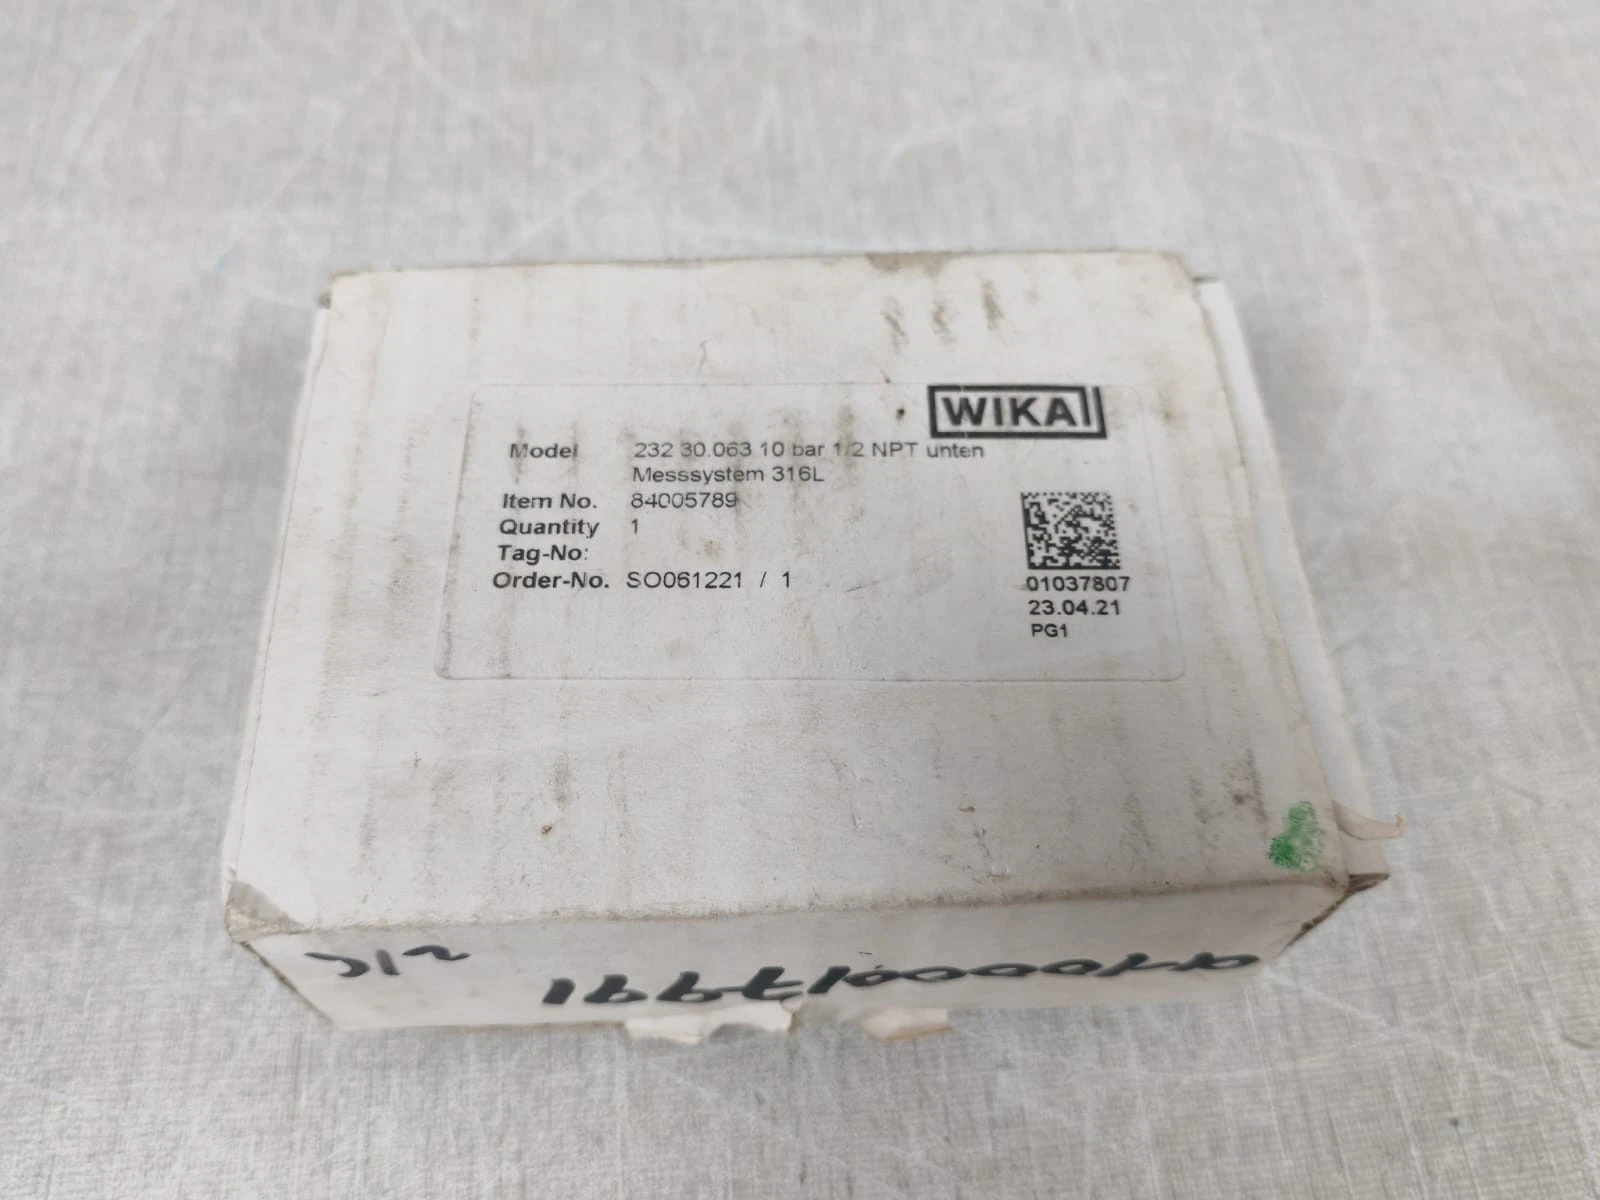 WIKA
Model 232 30.063 10 bar 1/2 NPT unten
Messsystem 316L
Item No. 84005789
Quantity 1
Tag-No:
Order-No. SO061221 / 1
01037807
23.04.21
PG1